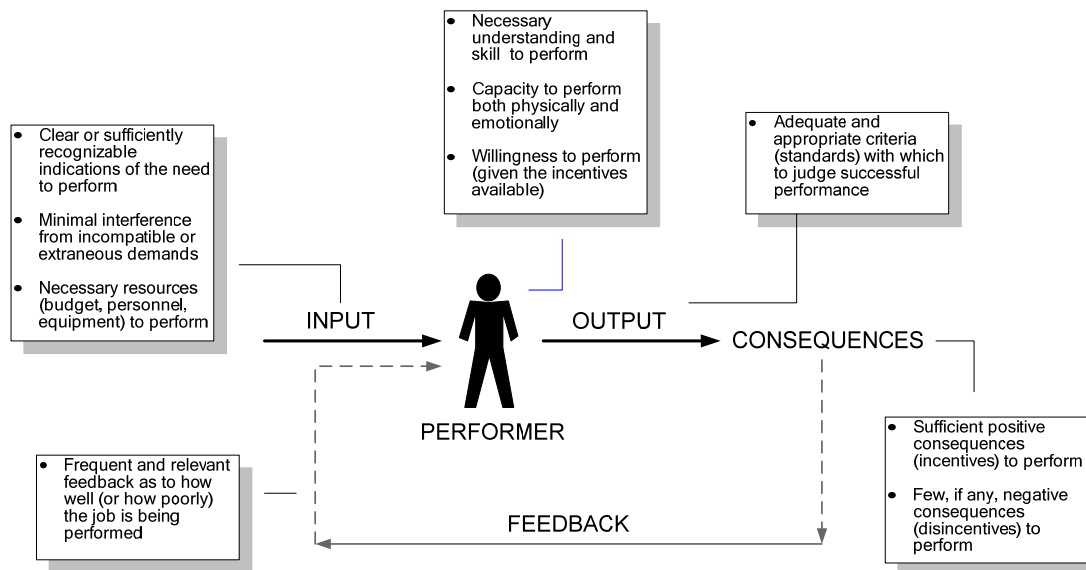 ● Necessary
understanding and
skill to perform
● Capacity to perform
both physically and
emotionally
● Willingness to perform
(given the incentives
available)
● Clear or sufficiently
recognizable
indications of the need
to perform
● Minimal interference
from incompatible or
extraneous demands
● Necessary resources
(budget, personnel,
equipment) to perform
● Adequate and
appropriate criteria
(standards) with which
to judge successful
performance
INPUT
OUTPUT
CONSEQUENCES
PERFORMER
● Frequent and relevant
feedback as to how
well (or how poorly)
the job is being
performed
FEEDBACK
● Sufficient positive
consequences
(incentives) to perform
● Few, if any, negative
consequences
(disincentives) to
perform